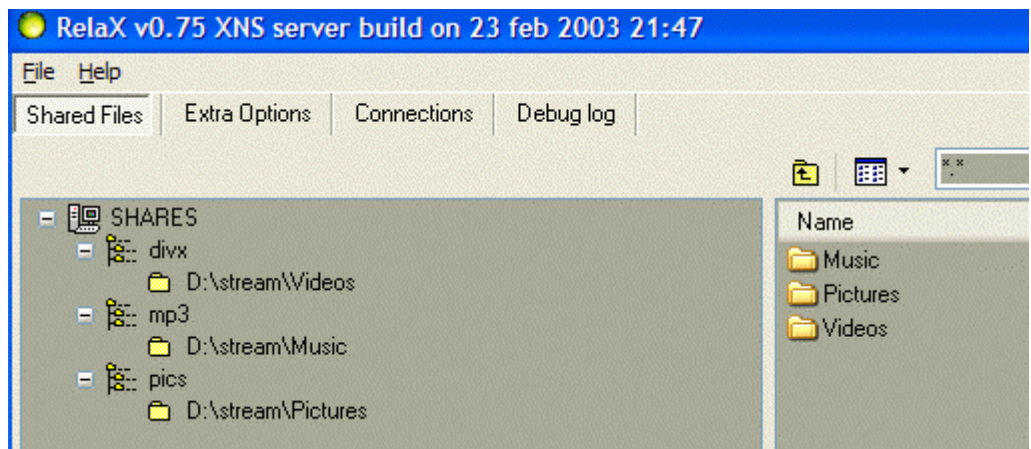 RelaX v0.75 XNS server build on 23 feb 2003 21:47
File Help
Shared Files Extra Options Connections Debug log
*.*
SHARES
divx
D:\stream\Videos
mp3
D:\stream\Music
pics
D:\stream\Pictures
Name
Music
Pictures
Videos